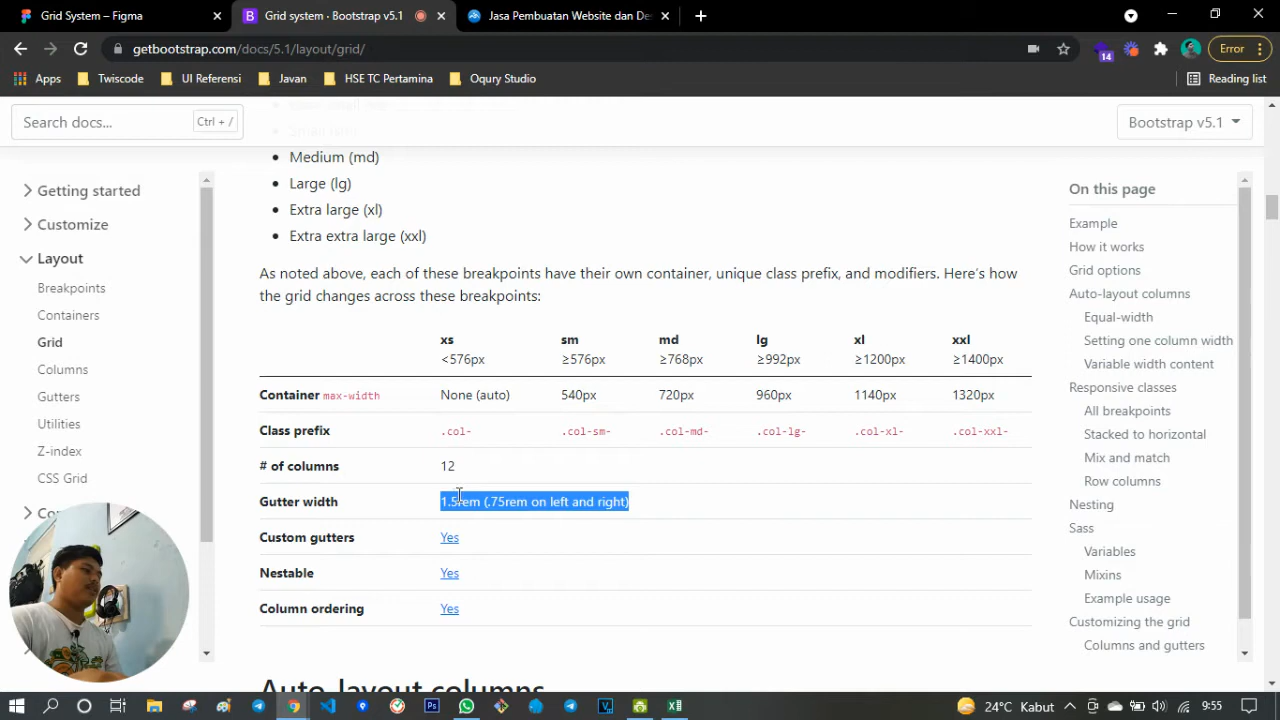 Grid System – Figma
Grid system · Bootstrap v5.1
Jasa Pembuatan Website dan De
getbootstrap.com/docs/5.1/layout/grid/
14
Error
Apps
Twiscode
UI Referensi
Javan
HSE TC Pertamina
Oqury Studio
Reading list
Search docs...
Ctrl + /
Bootstrap v5.1
Getting started
Customize
Layout
Breakpoints
Containers
Grid
Columns
Gutters
Utilities
Z-index
CSS Grid
Small (sm)
Medium (md)
Large (lg)
Extra large (xl)
Extra extra large (xxl)
As noted above, each of these breakpoints have their own container, unique class prefix, and modifiers. Here's how
the grid changes across these breakpoints:
xs sm md lg xl xxl
<576px ≥576px ≥768px ≥992px ≥1200px ≥1400px
Container max-width None (auto) 540px 720px 960px 1140px 1320px
Class prefix .col- .col-sm- .col-md- .col-lg- .col-xl- .col-xxl-
# of columns 12
Gutter width 1.5rem (.75rem on left and right)
Custom gutters Yes
Nestable Yes
Column ordering Yes
Auto-layout columns
On this page
Example
How it works
Grid options
Auto-layout columns
Equal-width
Setting one column width
Variable width content
Responsive classes
All breakpoints
Stacked to horizontal
Mix and match
Row columns
Nesting
Sass
Variables
Mixins
Example usage
Customizing the grid
Columns and gutters
24°C Kabut
9:55